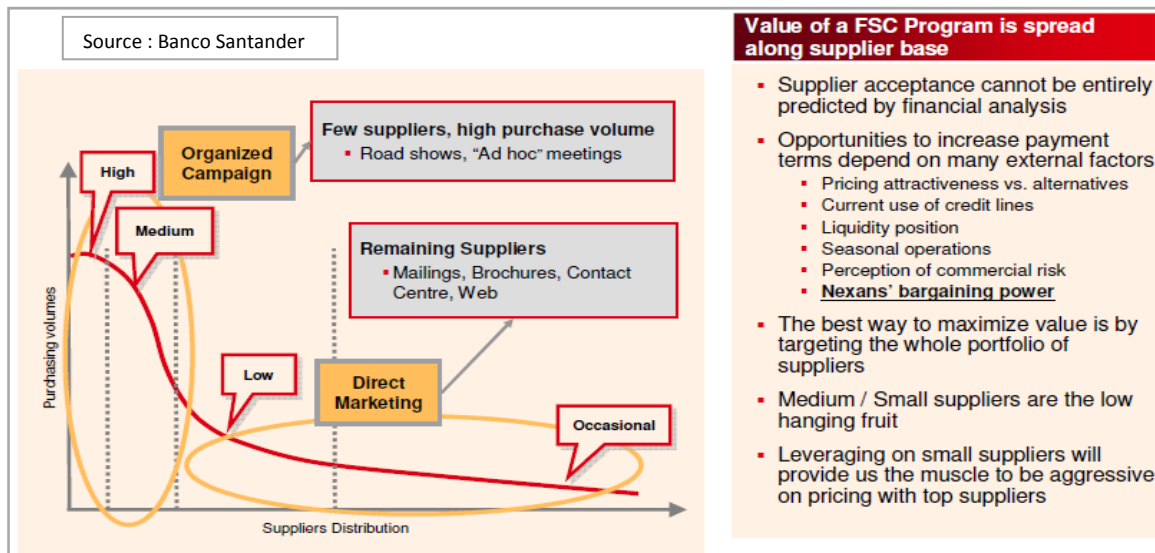 Source : Banco Santander
Organized
Campaign
Few suppliers, high purchase volume
▪ Road shows, “Ad hoc” meetings
High
Medium
Remaining Suppliers
▪ Mailings, Brochures, Contact
Centre, Web
Low
Direct
Marketing
Occasional
Purchasing volumes
Suppliers Distribution
Value of a FSC Program is spread
along supplier base
▪ Supplier acceptance cannot be entirely
predicted by financial analysis
▪ Opportunities to increase payment
terms depend on many external factors
▪ Pricing attractiveness vs. alternatives
▪ Current use of credit lines
▪ Liquidity position
▪ Seasonal operations
▪ Perception of commercial risk
▪ Nexans’ bargaining power
▪ The best way to maximize value is by
targeting the whole portfolio of
suppliers
▪ Medium / Small suppliers are the low
hanging fruit
▪ Leveraging on small suppliers will
provide us the muscle to be aggressive
on pricing with top suppliers